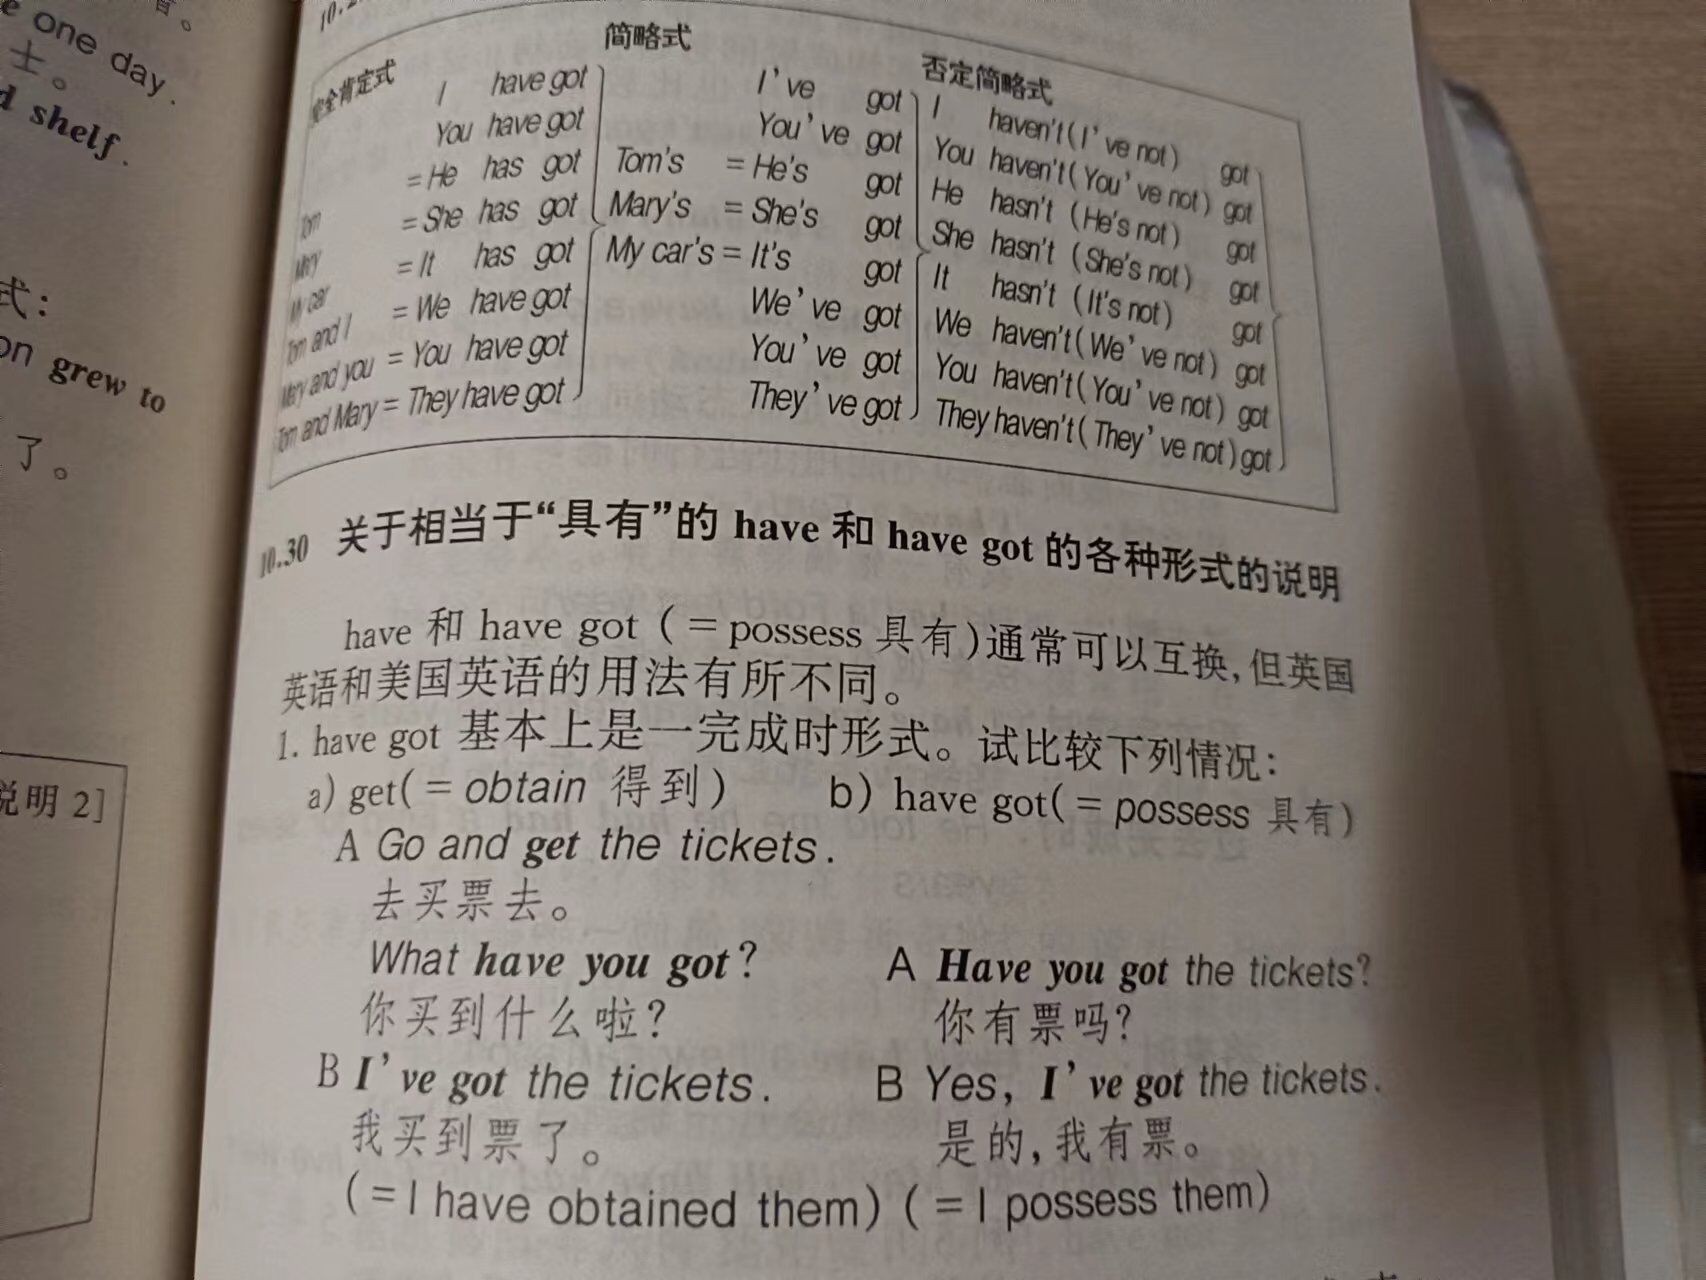 e one day.
士。
d shelf.
式:
on grew to
了。
说明 2]
简略式
完全肯定式
否定简略式
I have got I've got I haven't(I've not) got
You have got You've got You haven't(You've not) got
Tom =He has got Tom's =He's got He hasn't (He's not) got
Mary =She has got Mary's =She's got She hasn't (She's not) got
My car =It has got My car's =It's got It hasn't (It's not) got
Tom and I =We have got We've got We haven't(We've not) got
Mary and you =You have got You've got You haven't(You've not) got
Tom and Mary =They have got They've got They haven't(They've not)got
10.30 关于相当于“具有”的 have 和 have got 的各种形式的说明
have 和 have got (=possess 具有)通常可以互换,但英国
英语和美国英语的用法有所不同。
1. have got 基本上是一完成时形式。试比较下列情况:
a) get(=obtain 得到) b) have got(=possess 具有)
A Go and get the tickets.
去买票去。
What have you got? A Have you got the tickets?
你买到什么啦? 你有票吗?
B I've got the tickets. B Yes, I've got the tickets.
我买到票了。 是的,我有票。
(=I have obtained them) (=I possess them)